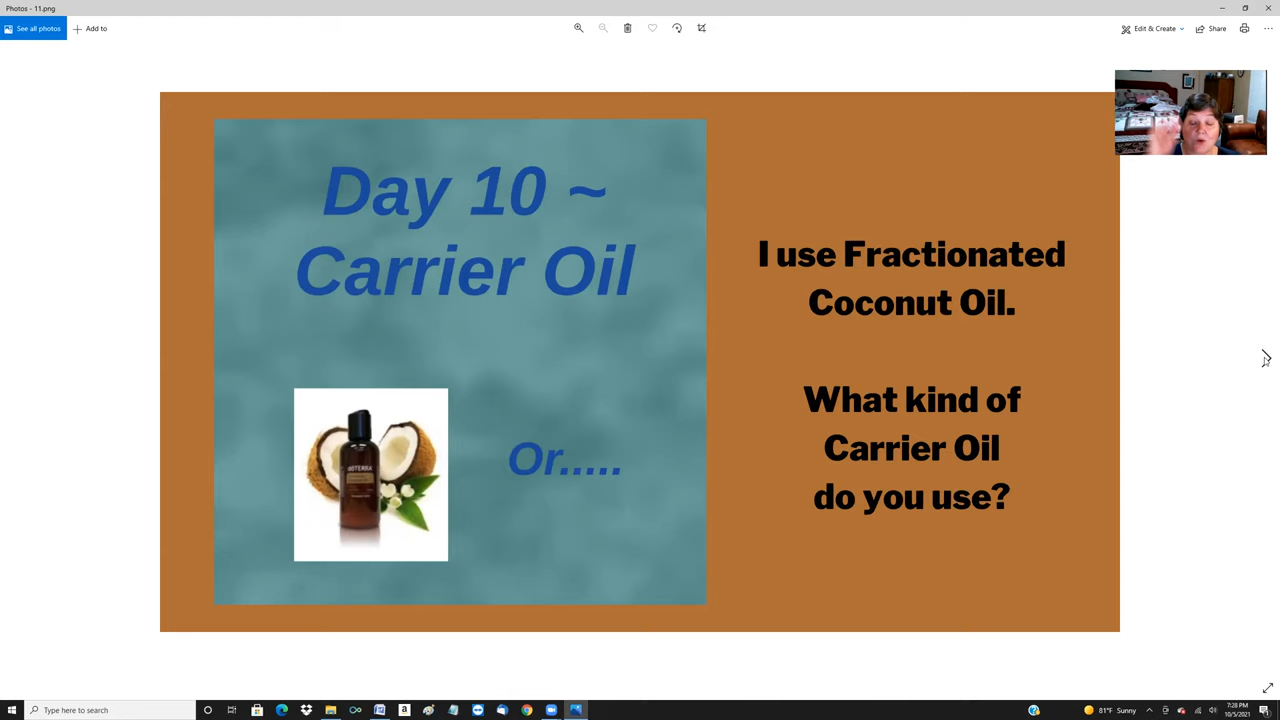 Photos - 11.png
See all photos
Add to
Edit & Create
Share
Day 10 ~
Carrier Oil
Or.....
I use Fractionated
Coconut Oil.
What kind of
Carrier Oil
do you use?
dōTERRA
Type here to search
81°F Sunny
7:28 PM
10/5/2021